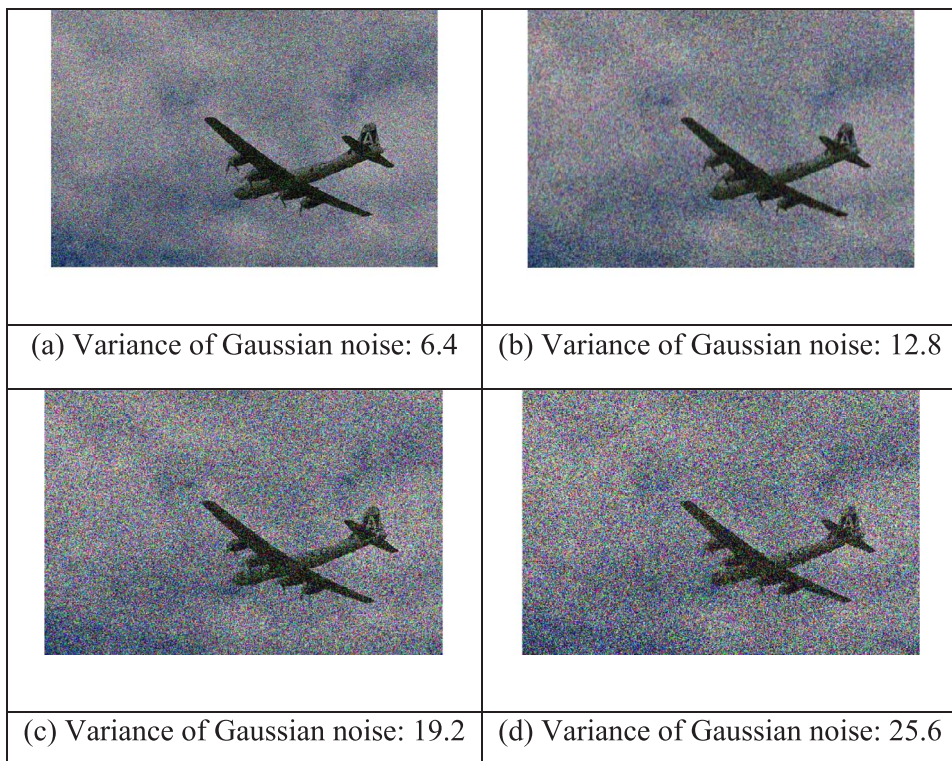 A
A
(a) Variance of Gaussian noise: 6.4
(b) Variance of Gaussian noise: 12.8
A
A
(c) Variance of Gaussian noise: 19.2
(d) Variance of Gaussian noise: 25.6